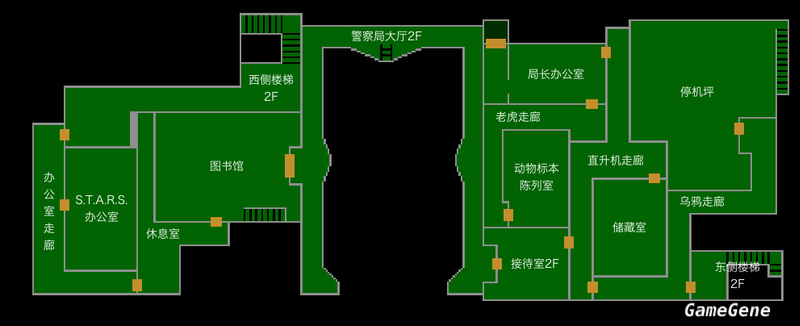 警察局大厅2F
西侧楼梯
2F
局长办公室
停机坪
老虎走廊
图书馆
动物标本
陈列室
直升机走廊
办
公
室
走
廊
S.T.A.R.S.
办公室
乌鸦走廊
储藏室
休息室
接待室2F
东侧楼梯
2F
GameGene